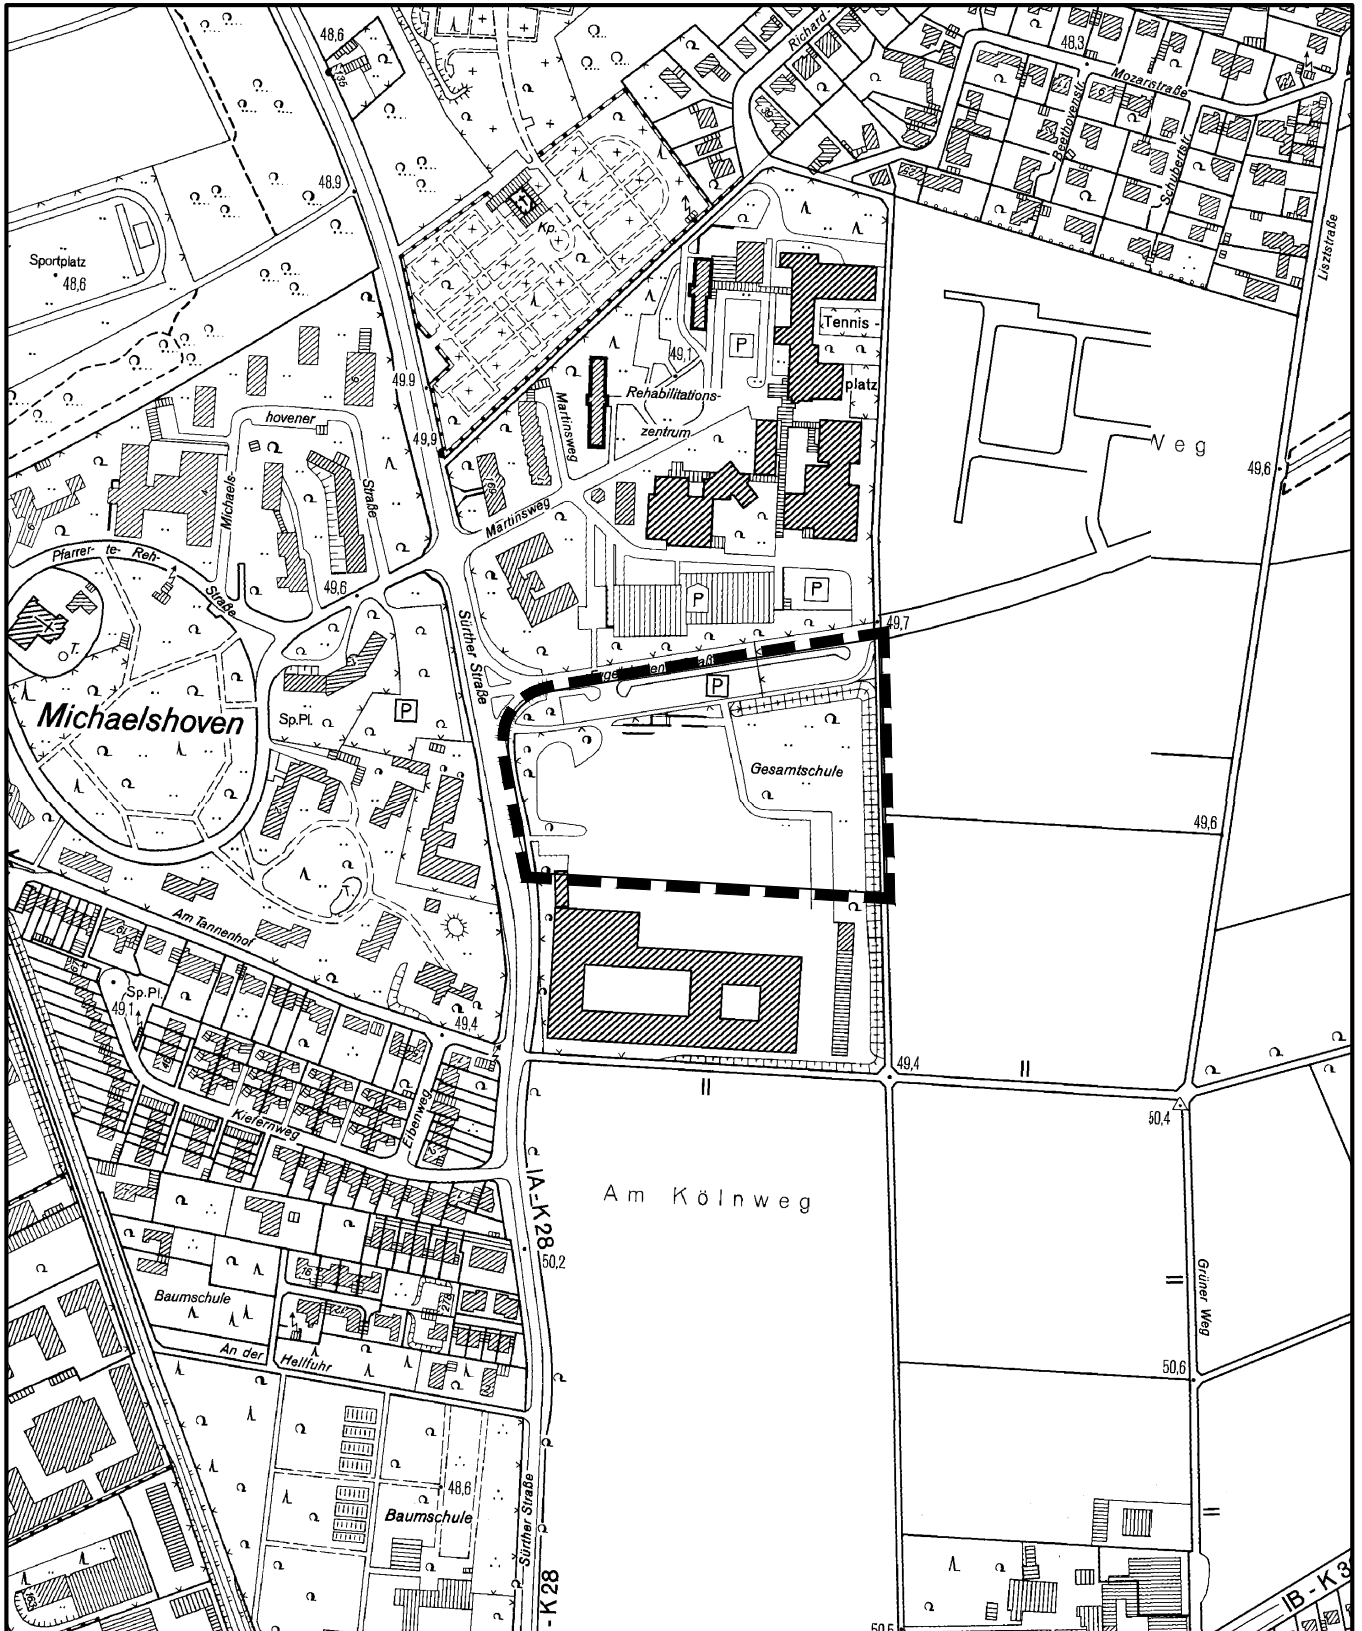 48,6
135
Richard-
48,3
Mozartstraße
Beethovenstr.
Schubertstr.
48,9
Kp.
Lisztstraße
Sportplatz
48,6
Tennis -
P
49,1
49,9
Rehabilitations-
platz
hovener
Martinsweg
zentrum
49,9
Weg
49,6
Michaels-
Straße
Martinsweg
Pfarrer-
te-
Reh-
Straße
49,6
P
P
T.
Sürther Straße
49,7
P
Michaelshoven
Sp.Pl.
P
Gesamtschule
49,6
T.
Am Tannenhof
Sp.Pl.
49,1
49,4
49,4
Kiefernweg
Eibenweg
50,4
IA-K28
Am Kölnweg
50,2
Grüner Weg
Baumschule
An der
Hellfuhr
50,6
48,6
Baumschule
Sürther Straße
-K28
IB-K3
50,5